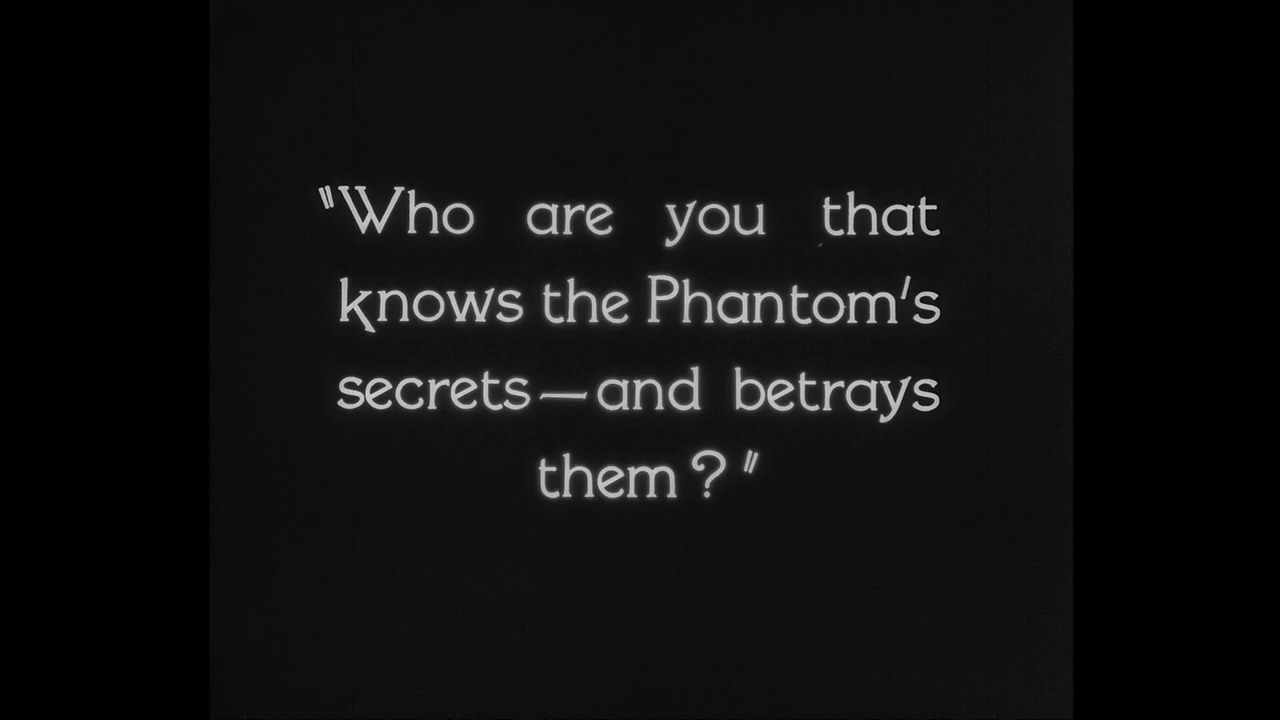 "Who are you that
knows the Phantom's
secrets—and betrays
them?"